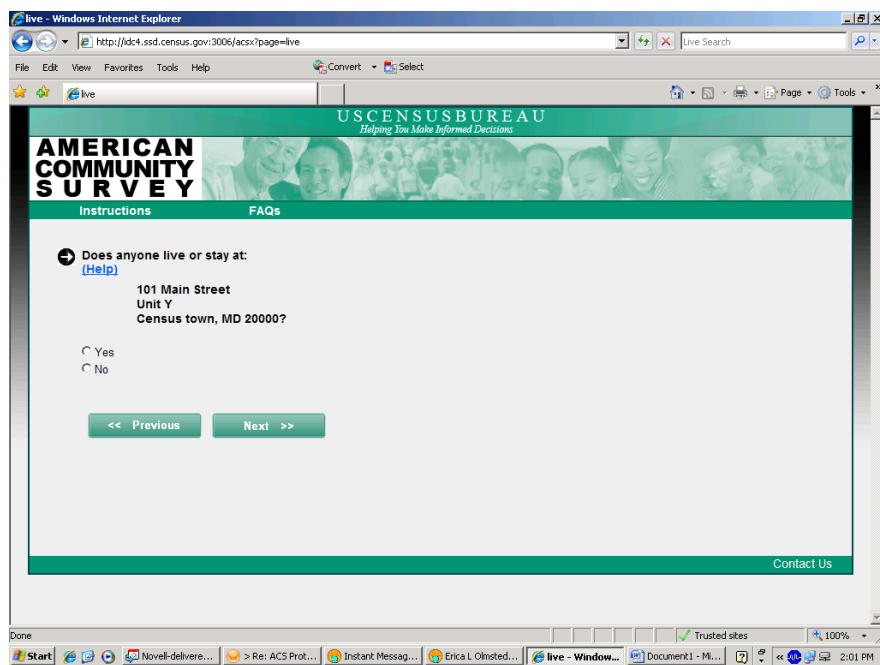 live - Windows Internet Explorer
http://idc4.ssd.census.gov:3006/acsx?page=live
Live Search
File Edit View Favorites Tools Help
Convert Select
live
Page Tools
USCENSUSBUREAU
Helping You Make Informed Decisions
AMERICAN
COMMUNITY
SURVEY
Instructions FAQs
Does anyone live or stay at:
(Help)
101 Main Street
Unit Y
Census town, MD 20000?
Yes
No
<< Previous
Next >>
Contact Us
Done
Trusted sites
100%
Start
Novell-delivere...
> Re: ACS Prot...
Instant Messag...
Erica L Olmsted...
live - Window...
Document1 - Mi...
2:01 PM